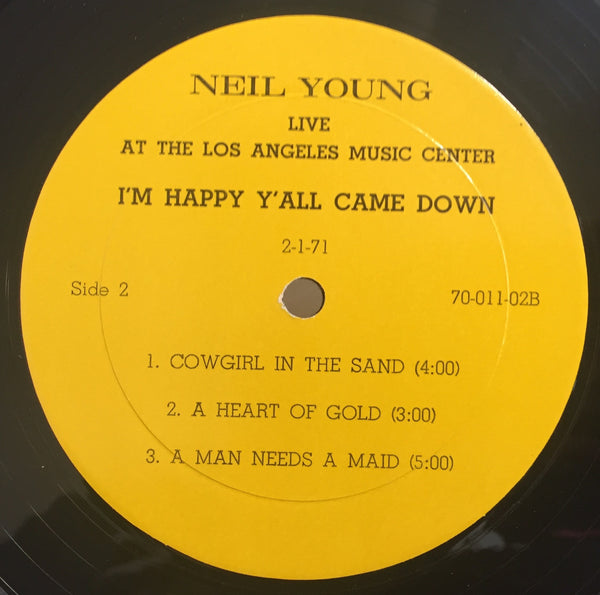 NEIL YOUNG
LIVE
AT THE LOS ANGELES MUSIC CENTER
I'M HAPPY Y'ALL CAME DOWN
2-1-71
Side 2 70-011-02B
1. COWGIRL IN THE SAND (4:00)
2. A HEART OF GOLD (3:00)
3. A MAN NEEDS A MAID (5:00)